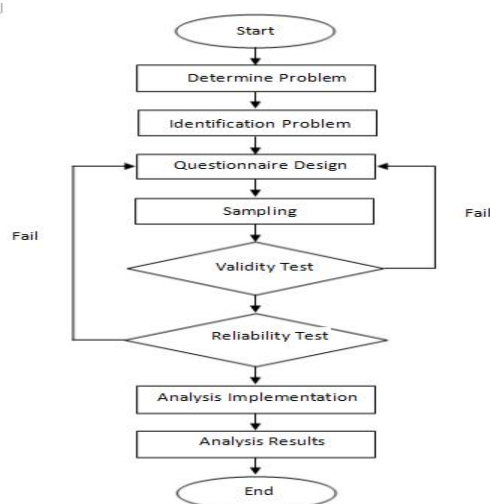 Start
Determine Problem
Identification Problem
Questionnaire Design
Sampling
Fail
Fail
Validity Test
Reliability Test
Analysis Implementation
Analysis Results
End